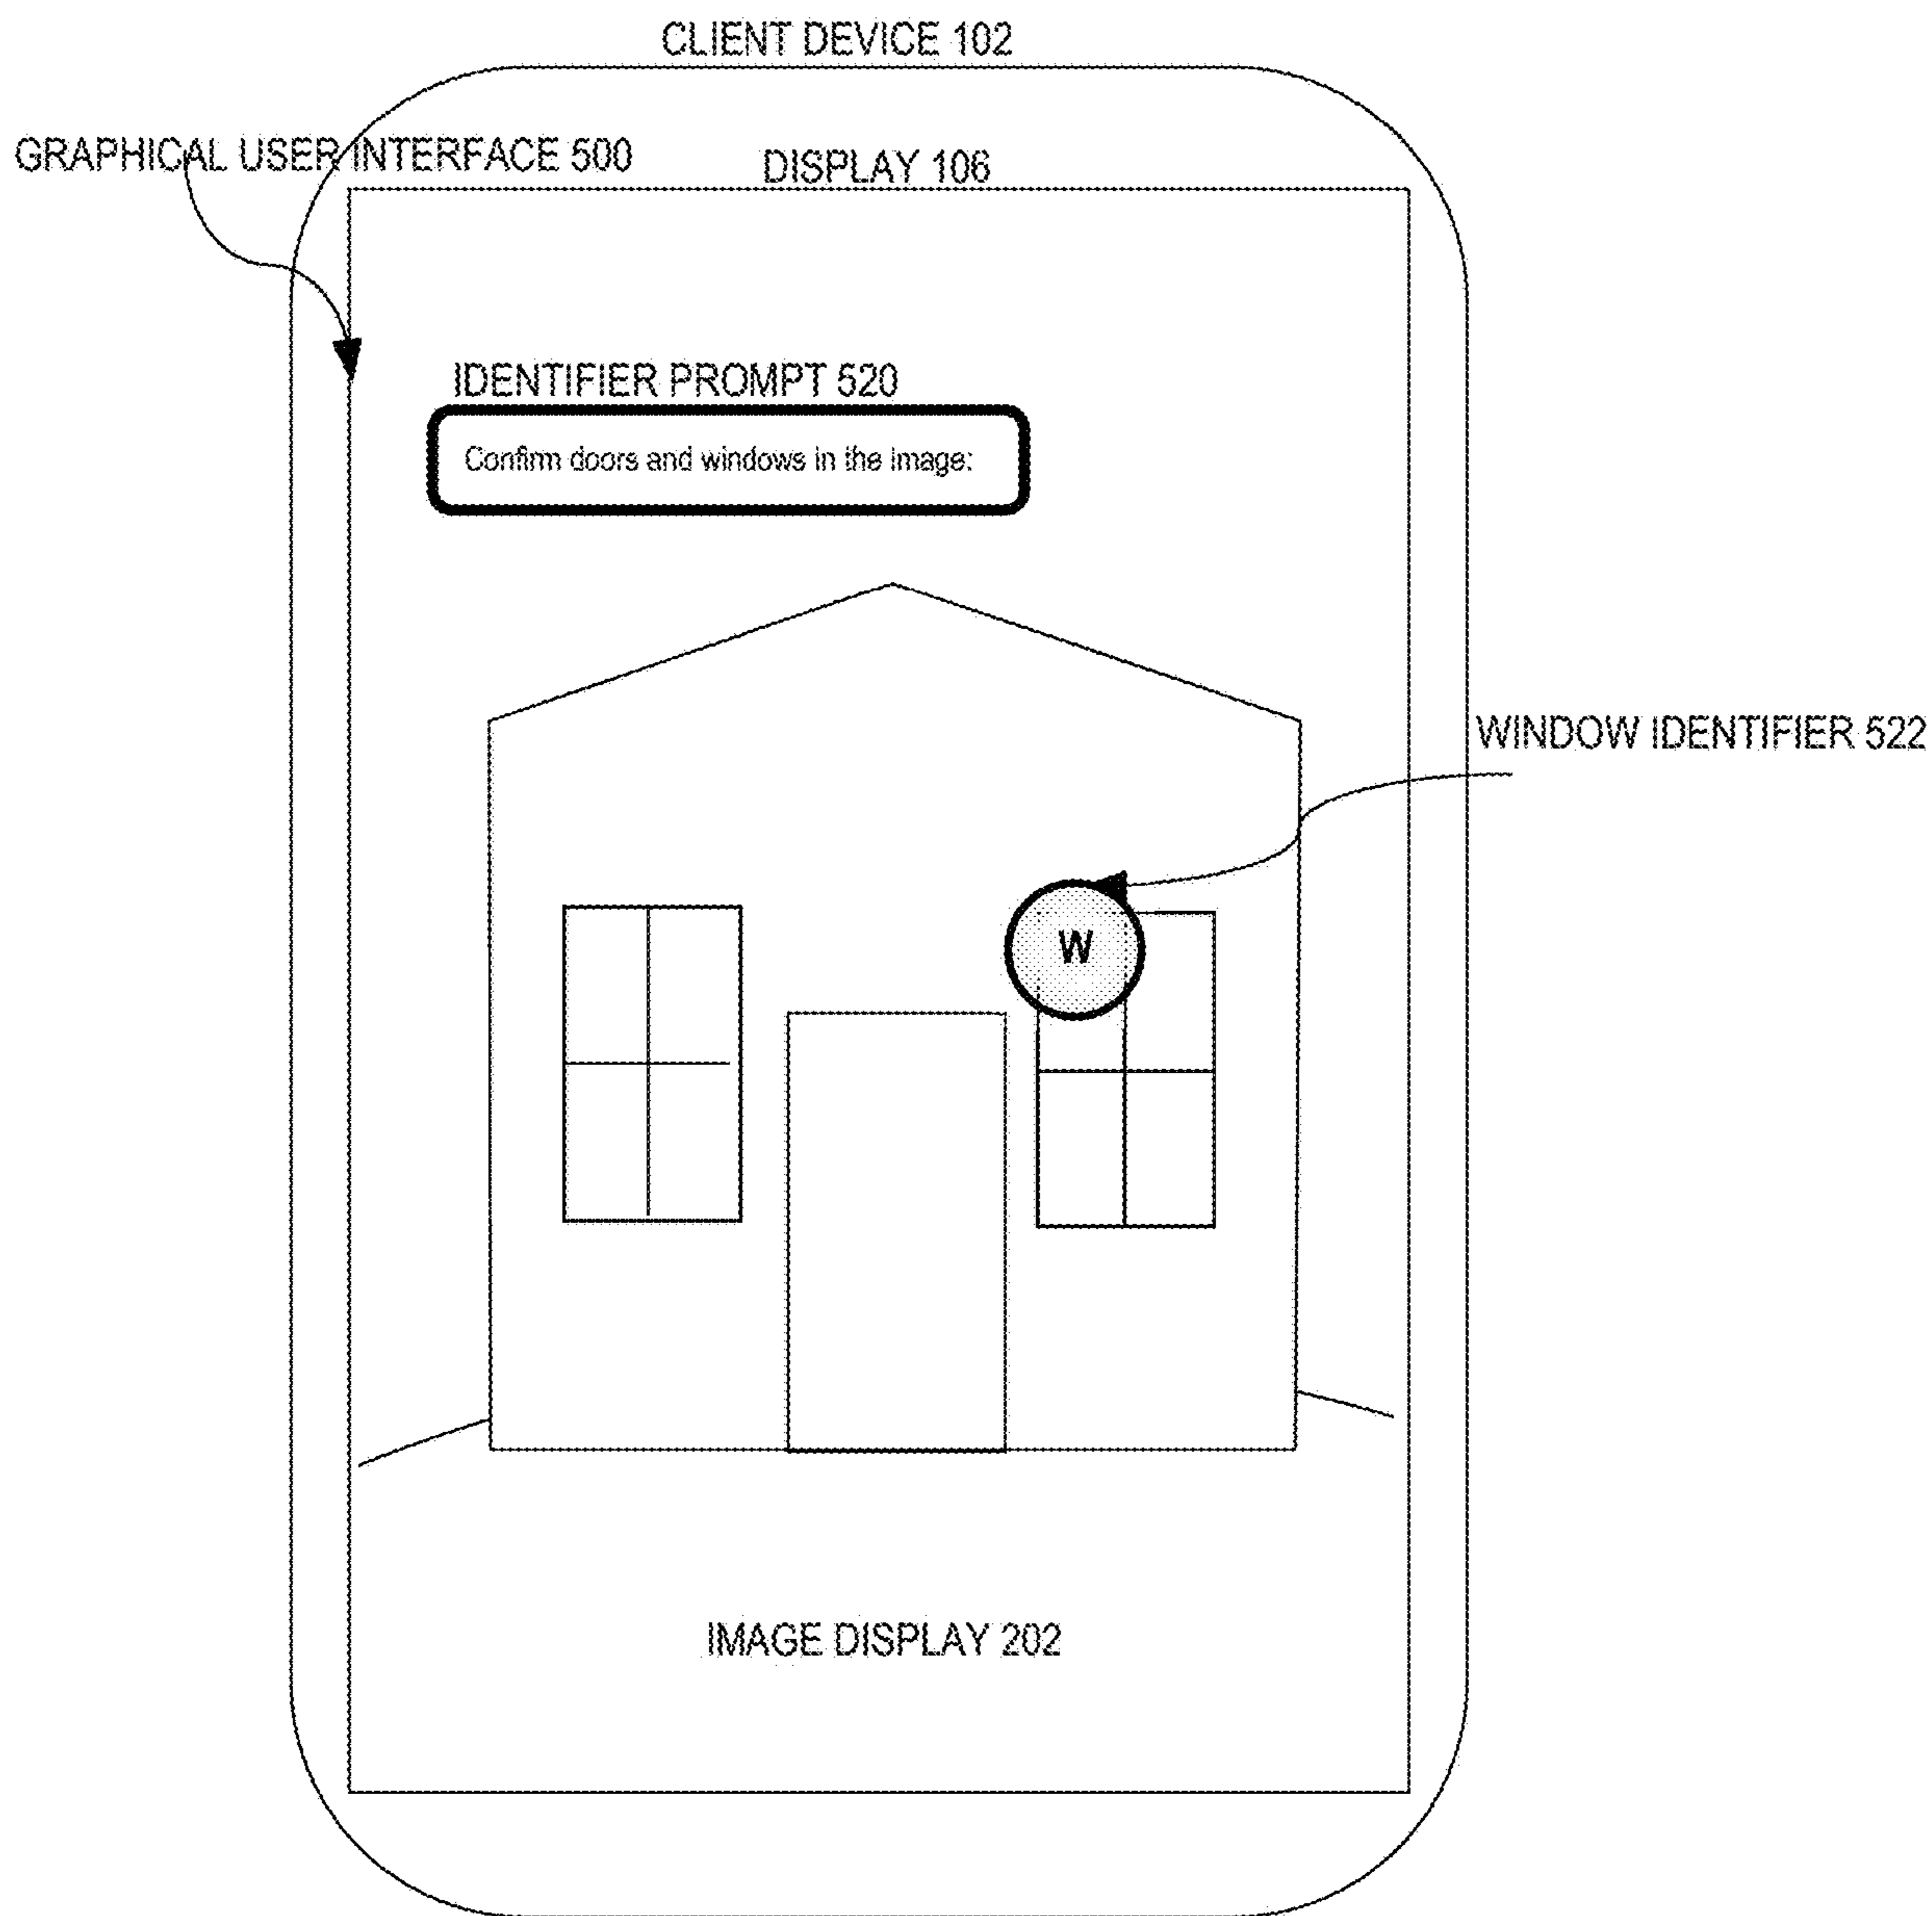 CLIENT DEVICE 102
GRAPHICAL USER INTERFACE 500
DISPLAY 106
IDENTIFIER PROMPT 520
Confirm doors and windows in the image:
WINDOW IDENTIFIER 522
W
IMAGE DISPLAY 202